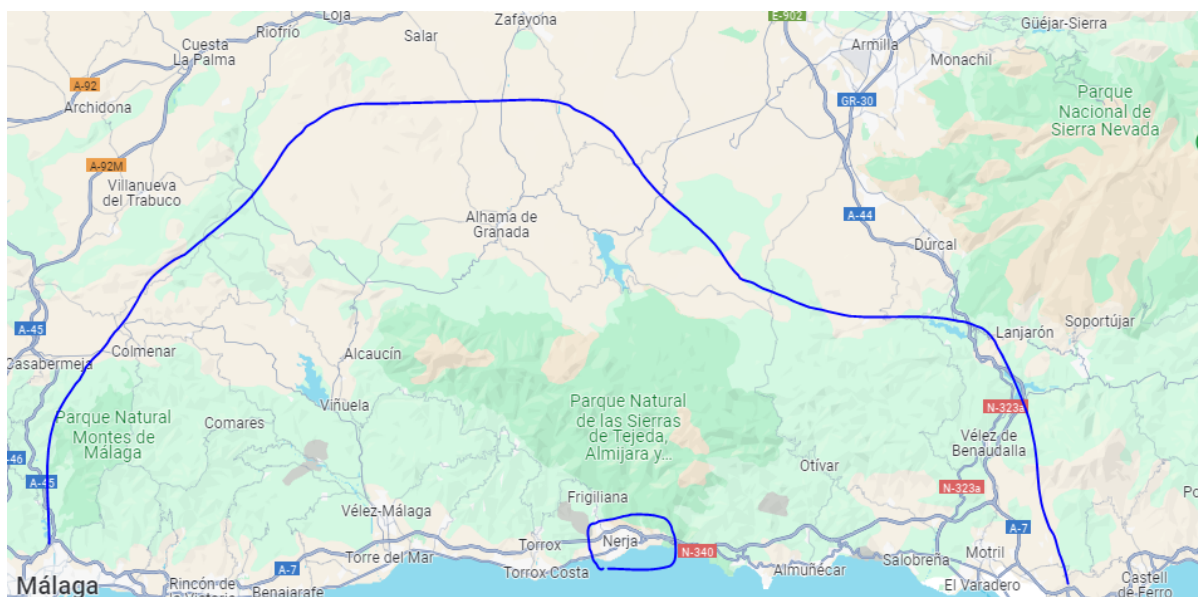 Loja
Zafayona
E-902
Güéjar-Sierra
Riofrío
Salar
Armilla
Cuesta
La Palma
Monachil
A-92
Archidona
GR-30
Parque
Nacional de
Sierra Nevada
A-92M
Villanueva
del Trabuco
Alhama de
Granada
A-44
Dúrcal
A-45
Colmenar
Casabermeja
Alcaucín
Lanjarón
Soportújar
Viñuela
Parque Natural
Montes de
Málaga
Comares
Parque Natural
de las Sierras
de Tejeda,
Almijara y...
N-323a
Vélez de
Benaudalla
Otívar
-46
A-45
N-323a
Frigiliana
Vélez-Málaga
Torrox
Nerja
N-340
A-7
Torre del Mar
Torrox-Costa
Almuñécar
Salobreña
Motril
A-7
Málaga
Rincón de
Benajarafe
El Varadero
Castell
de Ferro